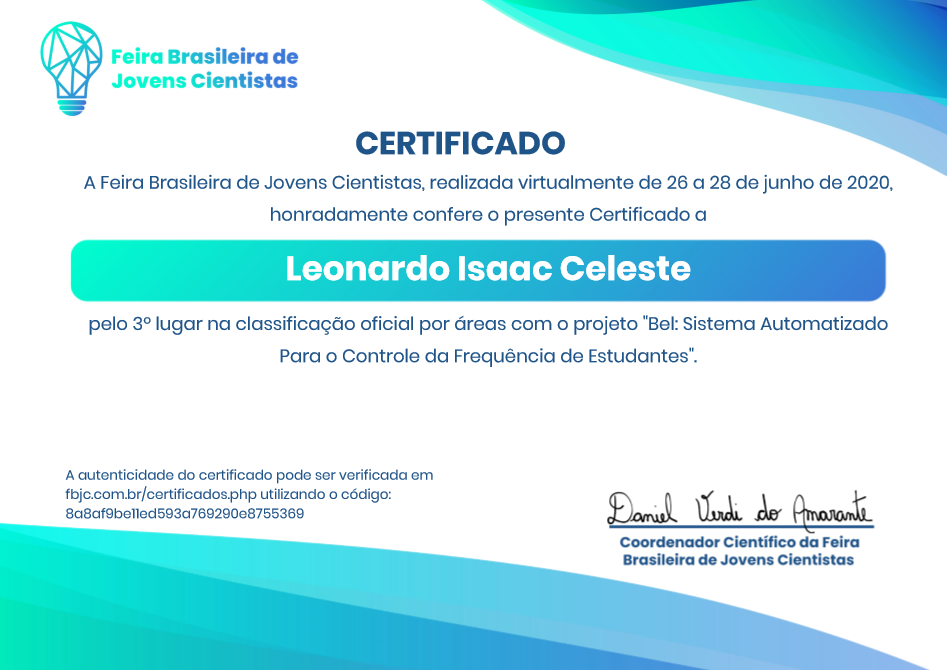 Feira Brasileira de
Jovens Cientistas
CERTIFICADO
A Feira Brasileira de Jovens Cientistas, realizada virtualmente de 26 a 28 de junho de 2020,
honradamente confere o presente Certificado a
Leonardo Isaac Celeste
pelo 3º lugar na classificação oficial por áreas com o projeto "Bel: Sistema Automatizado
Para o Controle da Frequência de Estudantes".
A autenticidade do certificado pode ser verificada em
fbjc.com.br/certificados.php utilizando o código:
8a8af9be11ed593a769290e8755369
Daniel Verdi do Amarante
Coordenador Científico da Feira
Brasileira de Jovens Cientistas